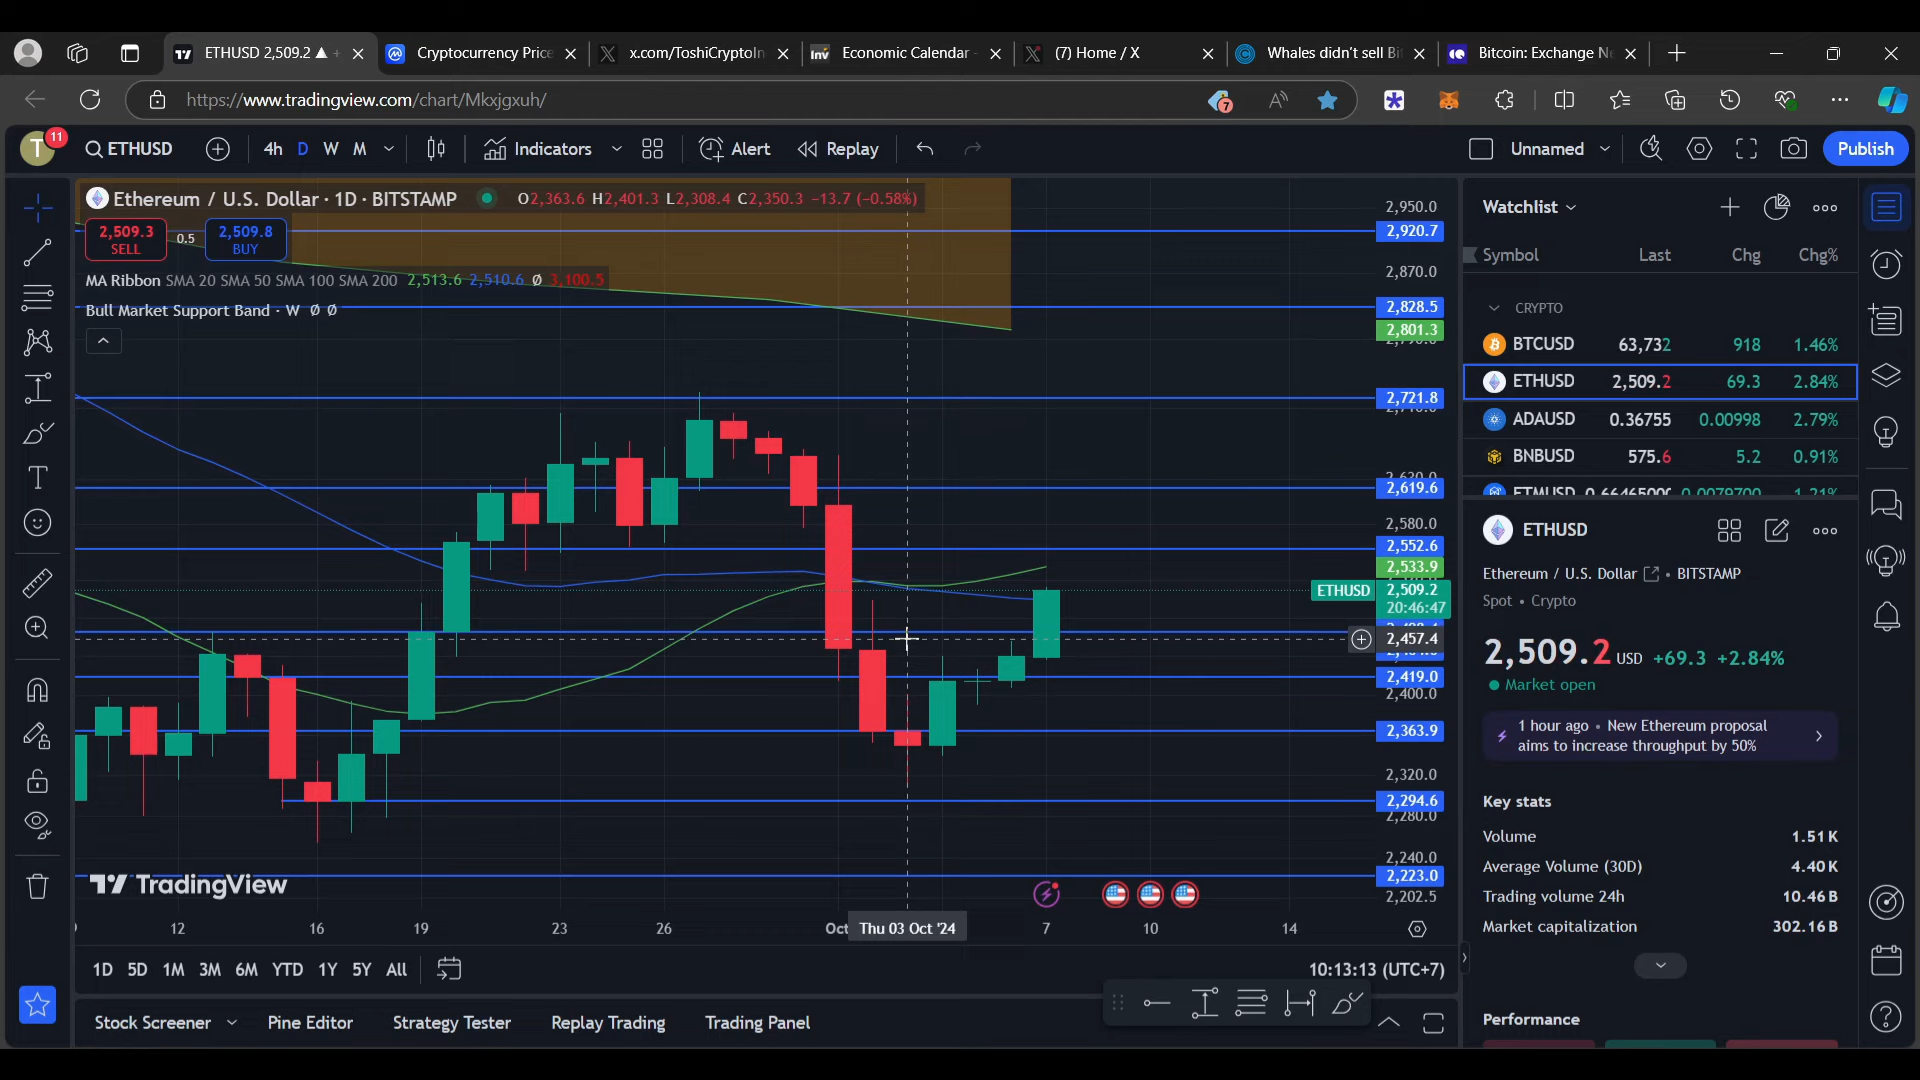 ETHUSD 2,509.2 ▲ +
Cryptocurrency Price
x.com/ToshiCryptoIn
Inv
Economic Calendar -
(7) Home / X
Whales didn't sell Bi
Bitcoin: Exchange Ne
https://www.tradingview.com/chart/Mkxjgxuh/
7
T
11
ETHUSD
4h
D
W
M
Indicators
Alert
Replay
Unnamed
Publish
Ethereum / U.S. Dollar · 1D · BITSTAMP
O2,363.6 H2,401.3 L2,308.4 C2,350.3 −13.7 (−0.58%)
2,509.3
SELL
0.5
2,509.8
BUY
MA Ribbon SMA 20 SMA 50 SMA 100 SMA 200 2,513.6 2,510.6 Ø 3,100.5
Bull Market Support Band · W Ø Ø
2,950.0
2,920.7
2,870.0
2,828.5
2,801.3
2,721.8
2,619.6
2,580.0
2,552.6
2,533.9
ETHUSD
2,509.2
20:46:47
2,457.4
2,419.0
2,400.0
2,363.9
2,320.0
2,294.6
2,280.0
2,240.0
2,223.0
2,202.5
TradingView
12
16
19
23
26
Oct
Thu 03 Oct '24
7
10
14
1D
5D
1M
3M
6M
YTD
1Y
5Y
All
10:13:13 (UTC+7)
Stock Screener
Pine Editor
Strategy Tester
Replay Trading
Trading Panel
Watchlist
Symbol
Last
Chg
Chg%
CRYPTO
BTCUSD 63,732 918 1.46%
ETHUSD 2,509.2 69.3 2.84%
ADAUSD 0.36755 0.00998 2.79%
BNBUSD 575.6 5.2 0.91%
ETHUSD
Ethereum / U.S. Dollar • BITSTAMP
Spot • Crypto
2,509.2 USD +69.3 +2.84%
Market open
1 hour ago • New Ethereum proposal
aims to increase throughput by 50%
Key stats
Volume 1.51K
Average Volume (30D) 4.40K
Trading volume 24h 10.46B
Market capitalization 302.16B
Performance